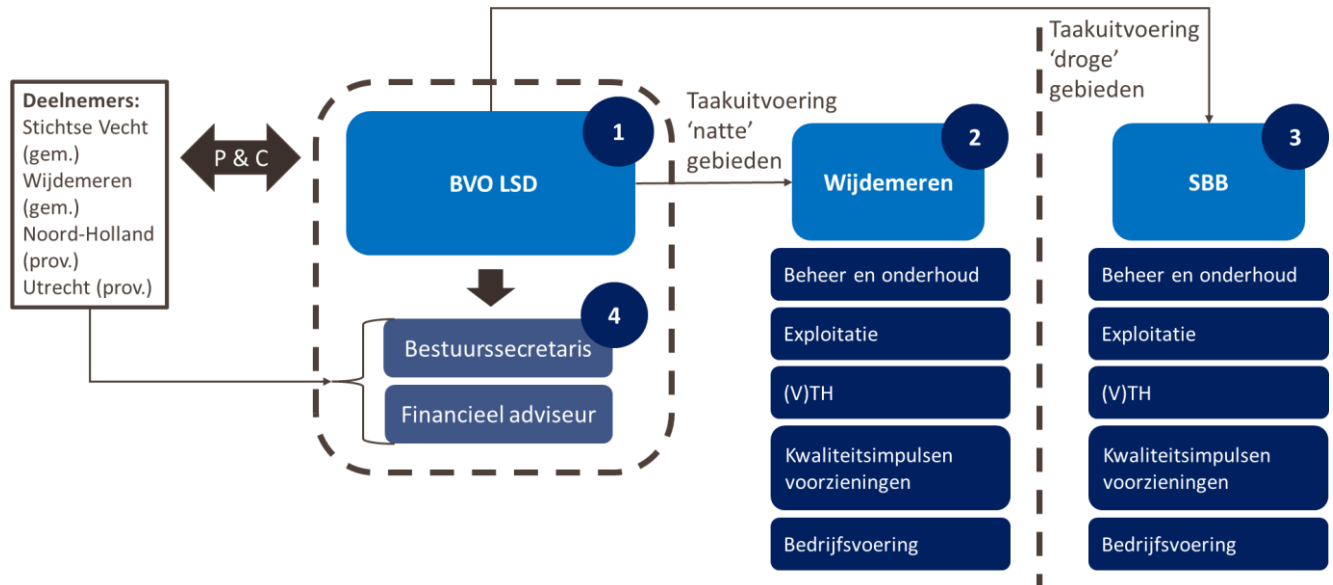 Deelnemers:
Stichtse Vecht
(gem.)
Wijdemeren
(gem.)
Noord-Holland
(prov.)
Utrecht (prov.)
P & C
1
BVO LSD
4
Bestuurssecretaris
Financieel adviseur
Taakuitvoering
‘natte’
gebieden
2
Wijdemeren
Beheer en onderhoud
Exploitatie
(V)TH
Kwaliteitsimpulsen
voorzieningen
Bedrijfsvoering
Taakuitvoering
‘droge’
gebieden
3
SBB
Beheer en onderhoud
Exploitatie
(V)TH
Kwaliteitsimpulsen
voorzieningen
Bedrijfsvoering